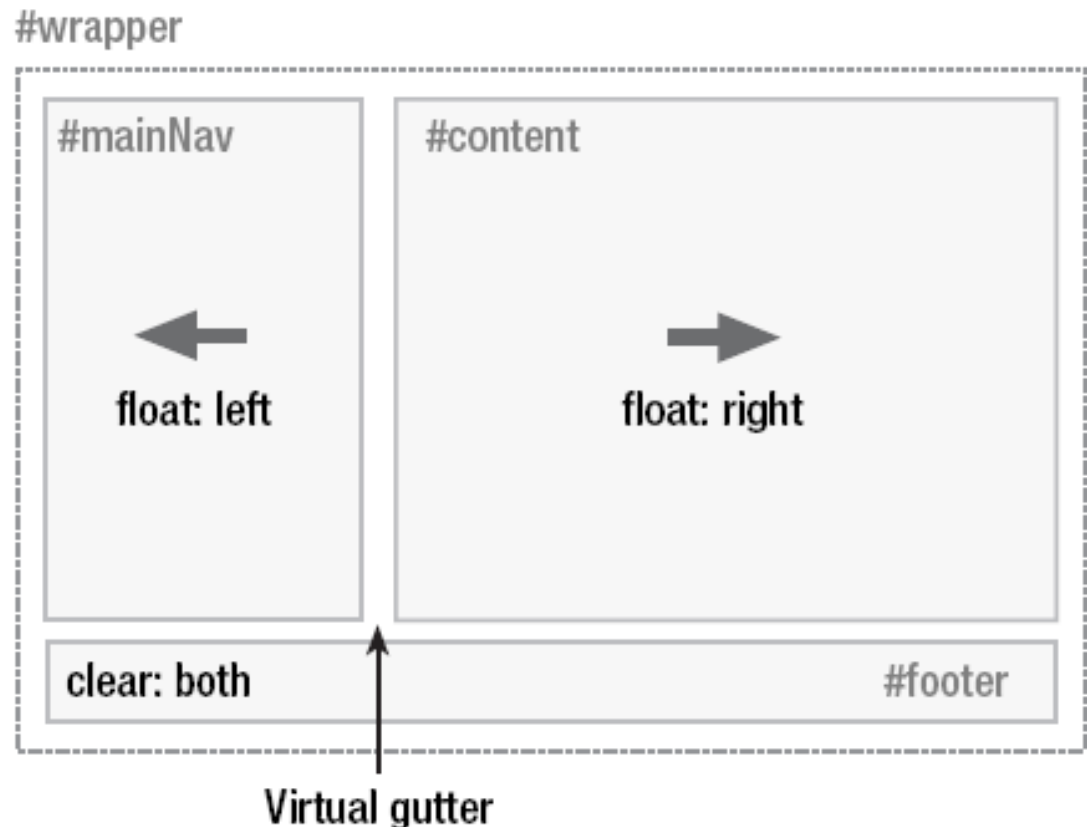 #wrapper
#mainNav
#content
float: left
float: right
clear: both
#footer
Virtual gutter